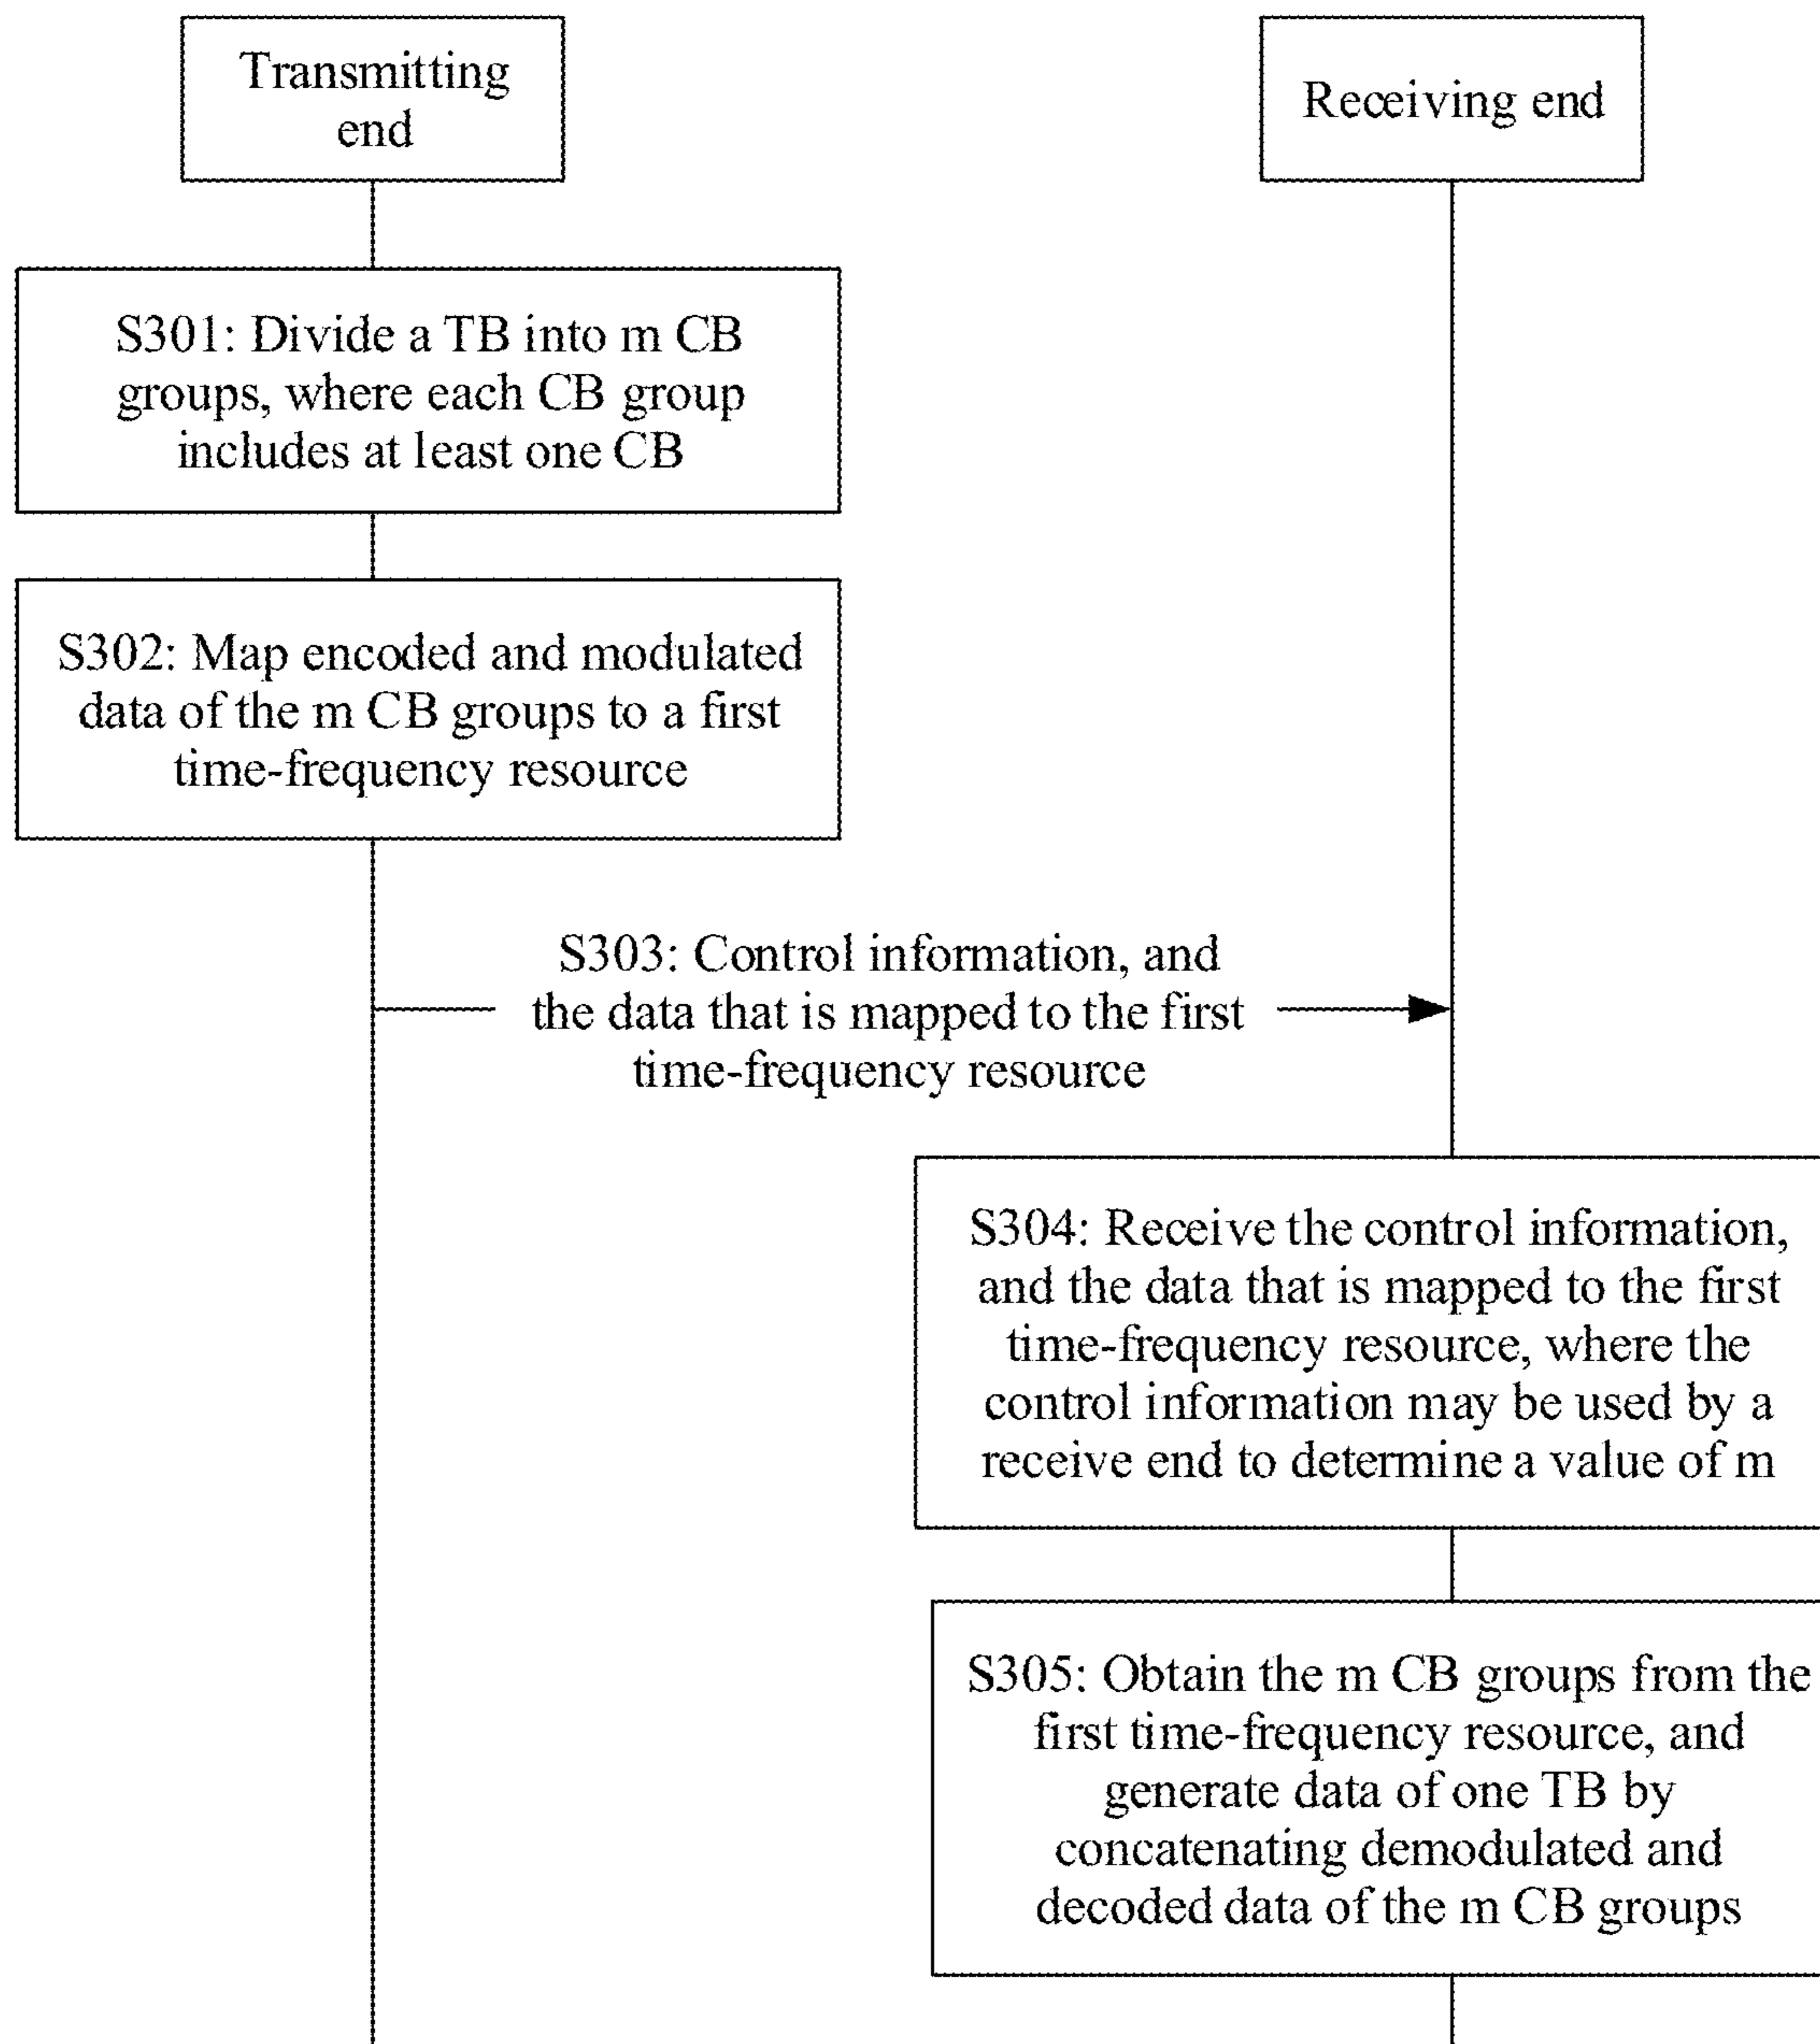 Transmitting
end
Receiving end
S301: Divide a TB into m CB
groups, where each CB group
includes at least one CB
S302: Map encoded and modulated
data of the m CB groups to a first
time-frequency resource
S303: Control information, and
the data that is mapped to the first
time-frequency resource
S304: Receive the control information,
and the data that is mapped to the first
time-frequency resource, where the
control information may be used by a
receive end to determine a value of m
S305: Obtain the m CB groups from the
first time-frequency resource, and
generate data of one TB by
concatenating demodulated and
decoded data of the m CB groups